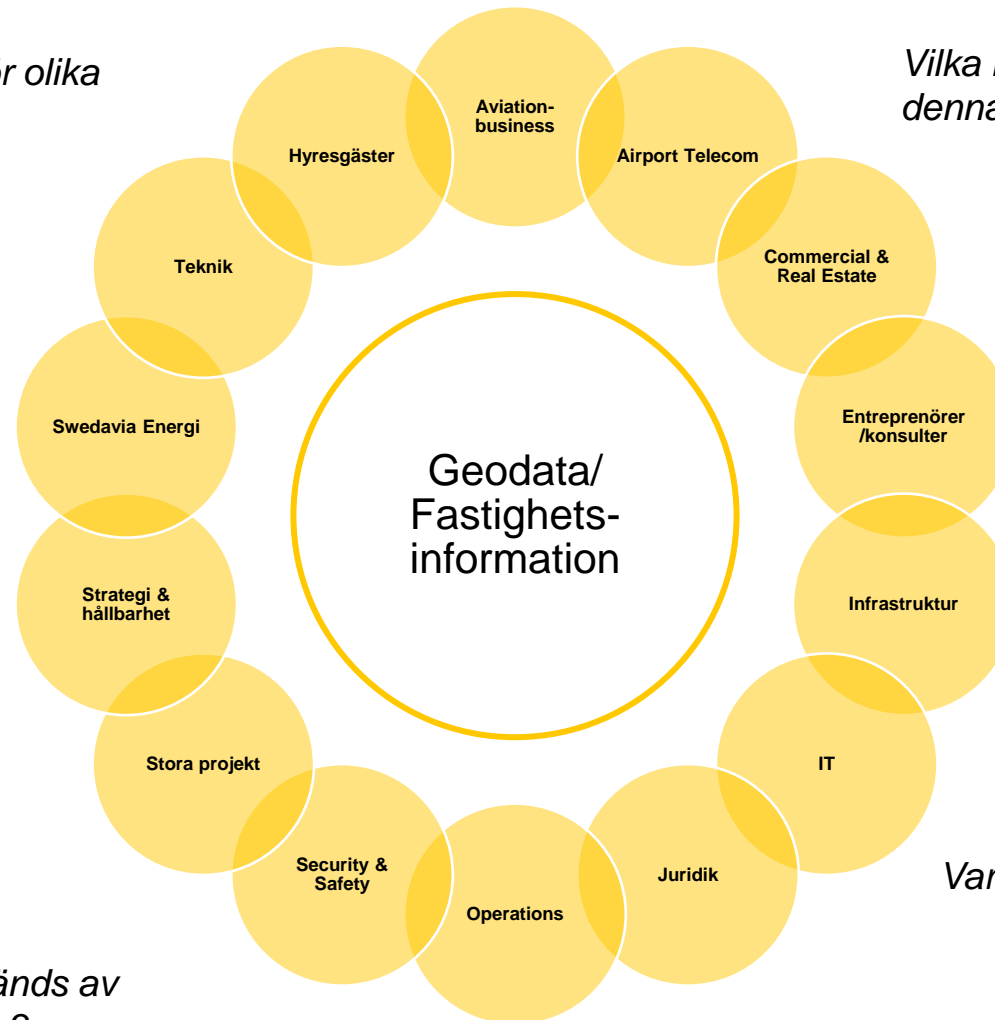 r olika
Vilka
denna
Aviation-
business
Hyresgäster
Airport Telecom
Teknik
Commercial &
Real Estate
Swedavia Energi
Entreprenörer
/konsulter
Geodata/
Fastighets-
information
Strategi &
hållbarhet
Infrastruktur
Stora projekt
IT
Security &
Safety
Juridik
Operations
Var
änds av